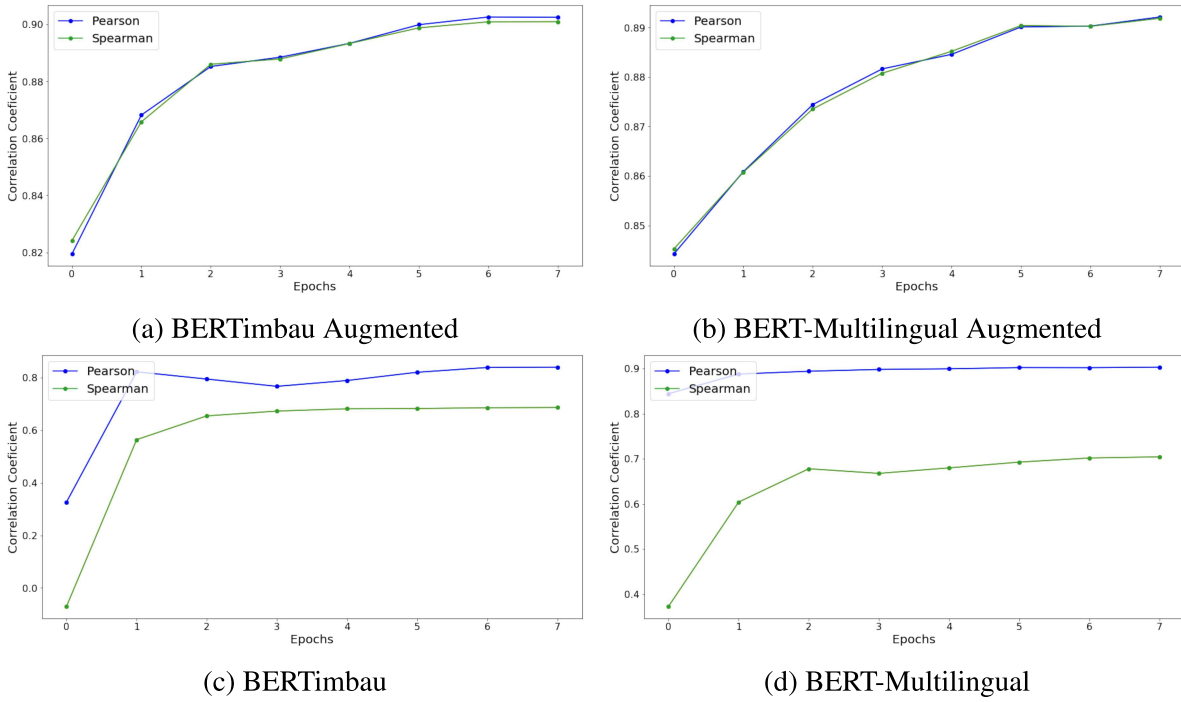 Pearson
Spearman
0.90
0.88
0.86
0.84
0.82
Correlation Coeficient
0 1 2 3 4 5 6 7
Epochs
(a) BERTimbau Augmented
Pearson
Spearman
0.89
0.88
0.87
0.86
0.85
Correlation Coeficient
0 1 2 3 4 5 6 7
Epochs
(b) BERT-Multilingual Augmented
Pearson
Spearman
0.8
0.6
0.4
0.2
0.0
Correlation Coeficient
0 1 2 3 4 5 6 7
Epochs
(c) BERTimbau
Pearson
Spearman
0.9
0.8
0.7
0.6
0.5
0.4
Correlation Coeficient
0 1 2 3 4 5 6 7
Epochs
(d) BERT-Multilingual